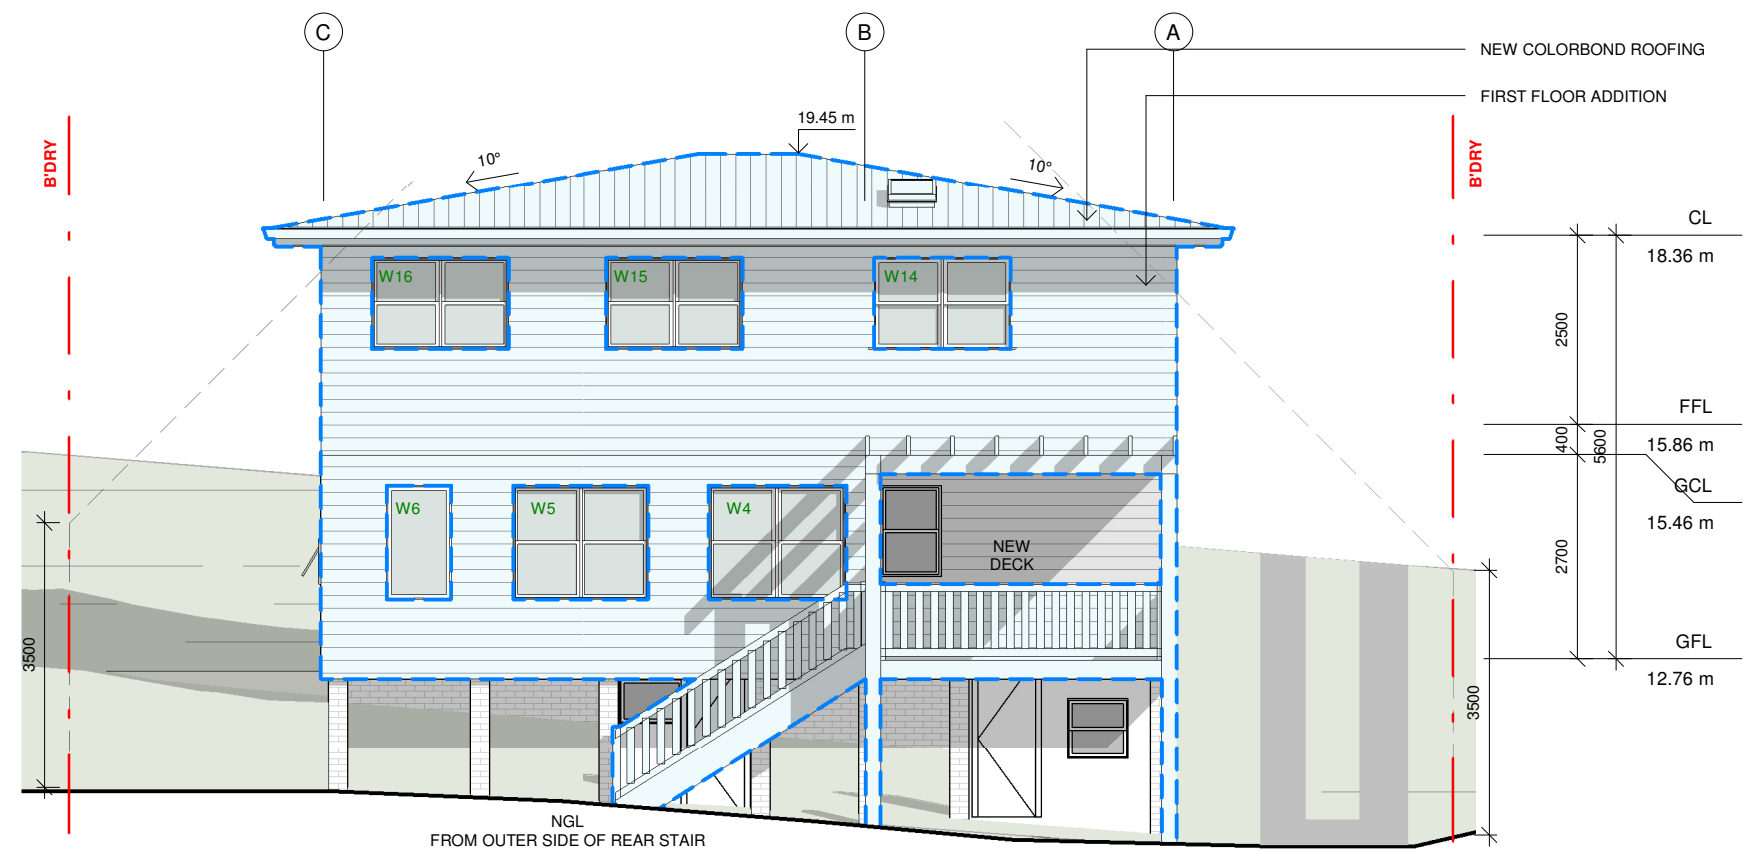 C
B
A
NEW COLORBOND ROOFING
FIRST FLOOR ADDITION
19.45 m
10°
10°
B'DRY
B'DRY
CL
18.36 m
W16
W15
W14
2500
FFL
15.86 m
400
5600
GCL
15.46 m
W6
W5
W4
NEW
DECK
2700
3500
GFL
12.76 m
3500
NGL
FROM OUTER SIDE OF REAR STAIR